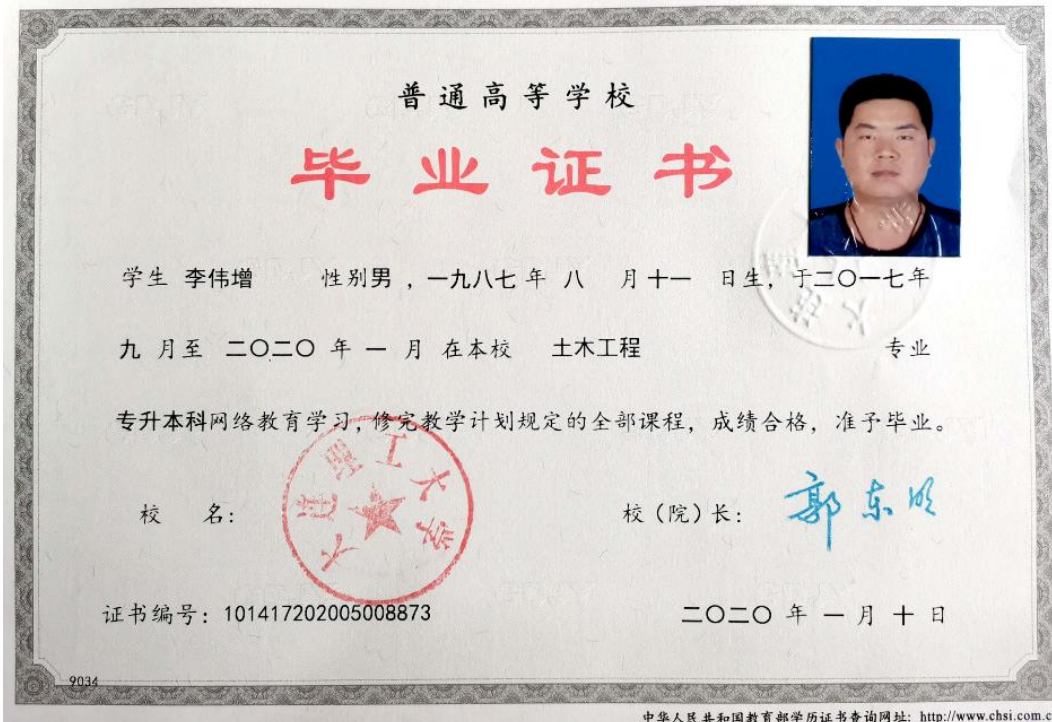 普通高等学校
毕业证书
学生 李伟增 性别男，一九八七年 八 月十一 日生，于二〇一七年
九 月至 二〇二〇 年 一 月 在本校 土木工程 专业
专升本科网络教育学习，修完教学计划规定的全部课程，成绩合格，准予毕业。
校 名： 校（院）长： 郭东明
大连理工大学
证书编号：101417202005008873 二〇二〇 年 一 月 十 日
9034
中华人民共和国教育部学历证书查询网址：http://www.chsi.com.c